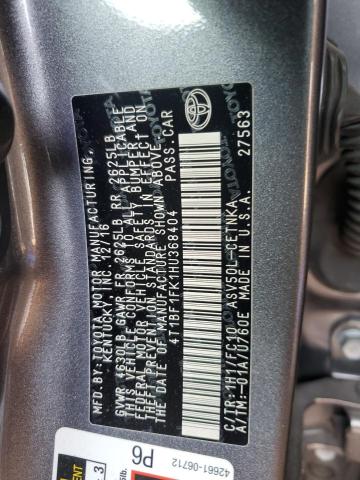 MFD. BY: TOYOTA MOTOR MANUFACTURING,
KENTUCKY, INC. 12/16
GVWR 4630LB GAWR FR 2625LB RR 2625LB
THIS VEHICLE CONFORMS TO ALL APPLICABLE
FEDERAL MOTOR VEHICLE SAFETY, BUMPER, AND
THEFT PREVENTION STANDARDS IN EFFECT ON
THE DATE OF MANUFACTURE SHOWN ABOVE.
4T1BF1FK1HU368404 PASS.CAR
C/TR: 1H1/FC10 ASV50L-CETNKA
A/TM: -01A/U760E MADE IN U.S.A.
27563
TOYOTA
42661-06712
P6